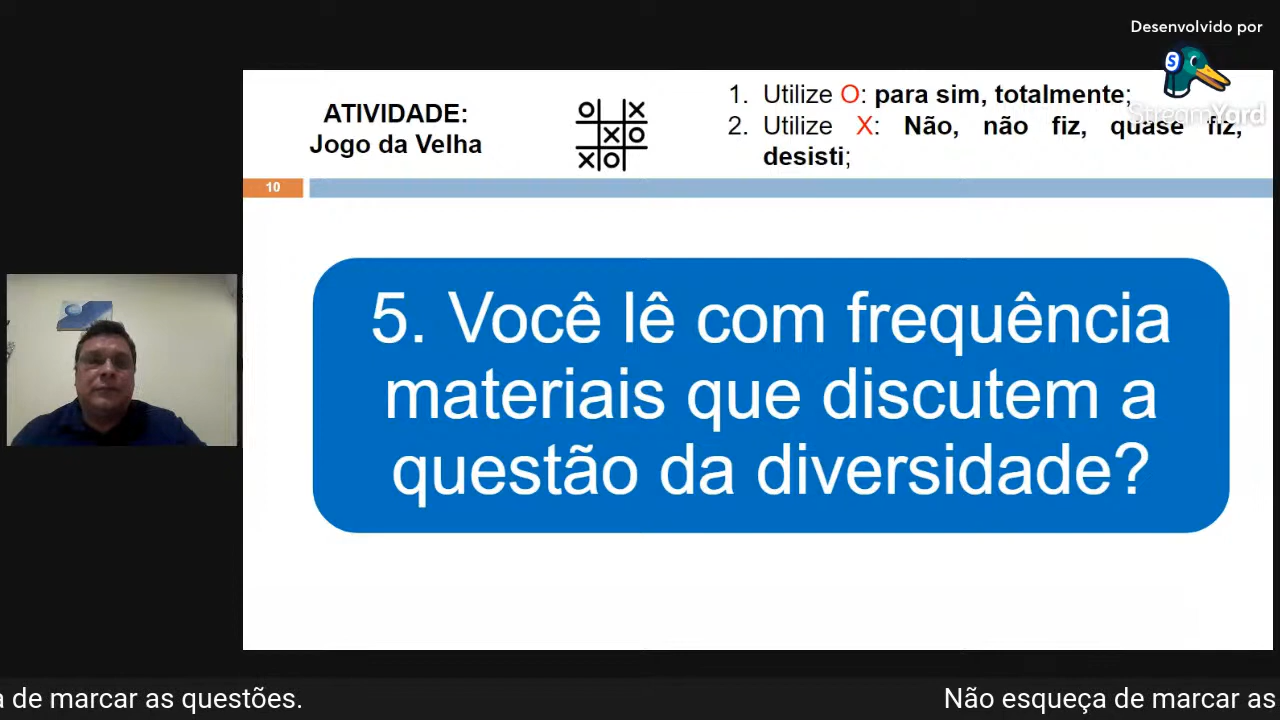 Desenvolvido por
StreamYard
ATIVIDADE:
Jogo da Velha
O X
X O
X O
1. Utilize O: para sim, totalmente;
2. Utilize X: Não, não fiz, quase fiz,
desisti;
10
5. Você lê com frequência
materiais que discutem a
questão da diversidade?
a de marcar as questões.
Não esqueça de marcar as